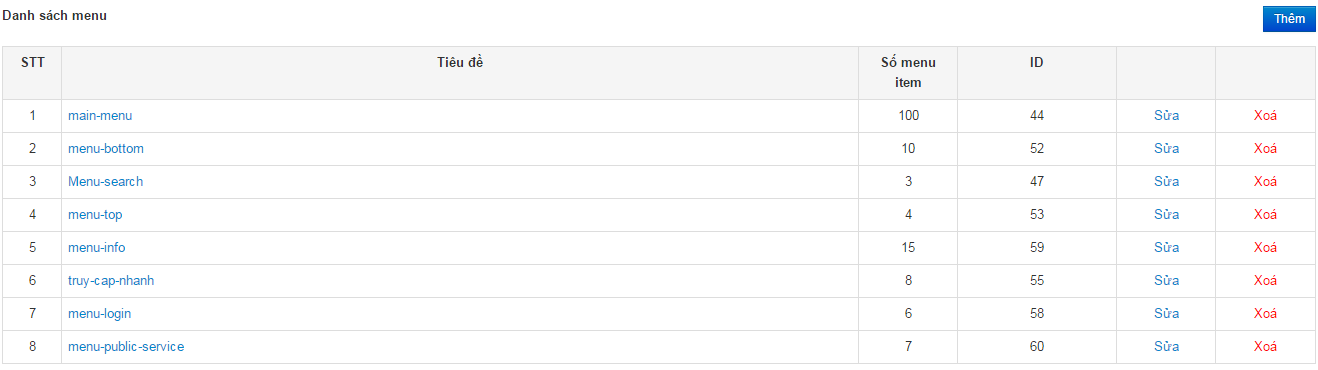 Danh sách menu
Thêm
STT Tiêu đề Số menu item ID
1 main-menu 100 44 Sửa Xoá
2 menu-bottom 10 52 Sửa Xoá
3 Menu-search 3 47 Sửa Xoá
4 menu-top 4 53 Sửa Xoá
5 menu-info 15 59 Sửa Xoá
6 truy-cap-nhanh 8 55 Sửa Xoá
7 menu-login 6 58 Sửa Xoá
8 menu-public-service 7 60 Sửa Xoá